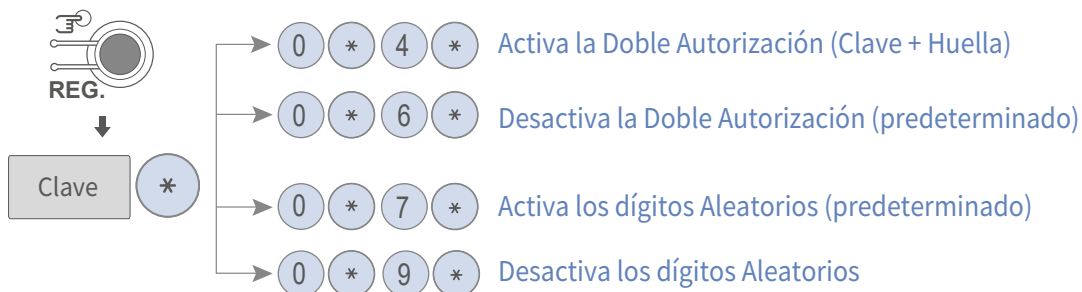 REG.
Clave *
0 * 4 * Activa la Doble Autorización (Clave + Huella)
0 * 6 * Desactiva la Doble Autorización (predeterminado)
0 * 7 * Activa los dígitos Aleatorios (predeterminado)
0 * 9 * Desactiva los dígitos Aleatorios